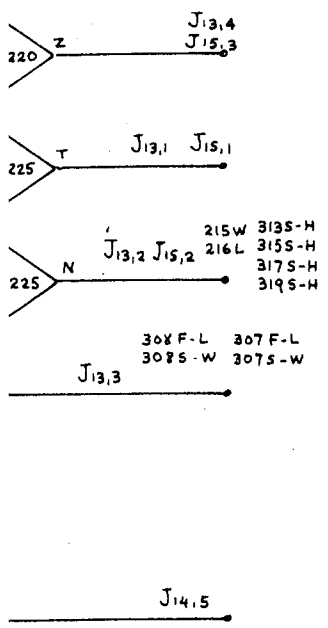 J13,4
J15,3
220 Z
225 T J13,1 J15,1
215W 313S-H
216L 315S-H
317S-H
319S-H
225 N J13,2 J15,2
308F-L 307F-L
308S-W 307S-W
J13,3
J14,5